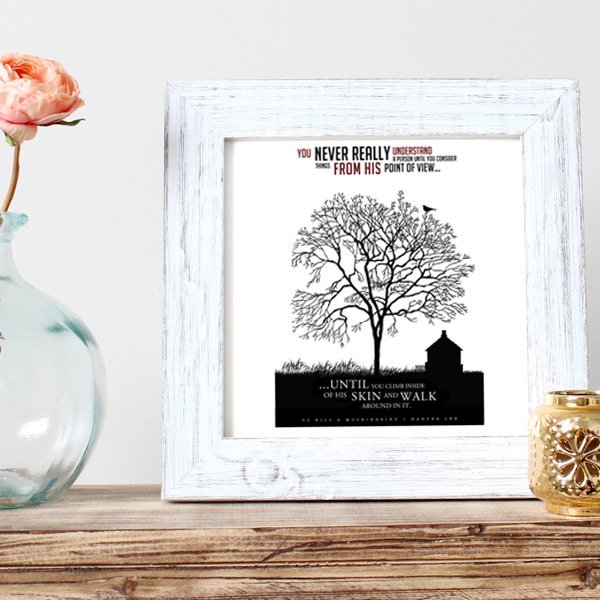 YOU NEVER REALLY UNDERSTAND
A PERSON UNTIL YOU CONSIDER
THINGS FROM HIS POINT OF VIEW...
...UNTIL YOU CLIMB INSIDE
OF HIS SKIN AND WALK
AROUND IN IT.
TO KILL A MOCKINGBIRD • HARPER LEE